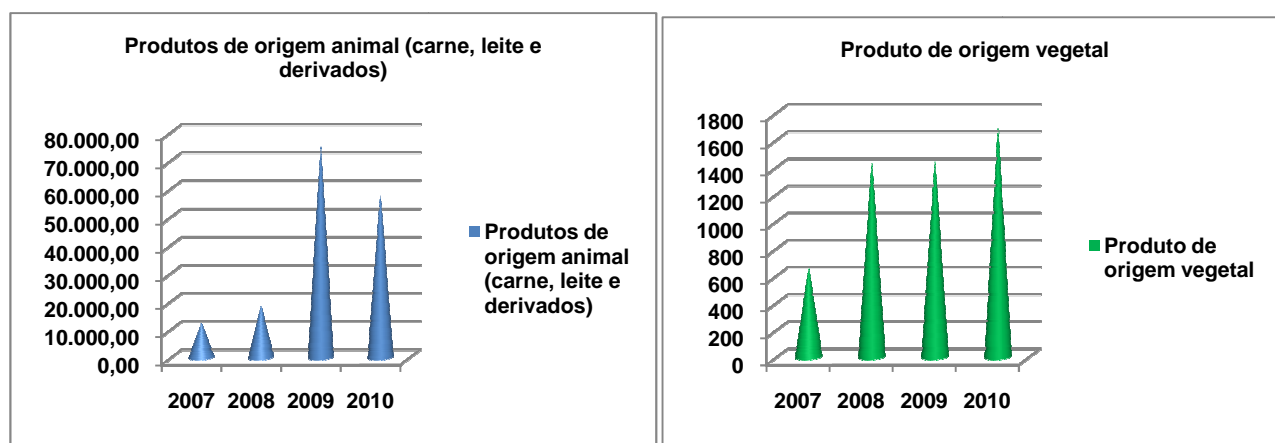 Produtos de origem animal (carne, leite e
derivados)
80.000,00
70.000,00
60.000,00
50.000,00
40.000,00
30.000,00
20.000,00
10.000,00
0,00
2007 2008 2009 2010
Produtos de
origem animal
(carne, leite e
derivados)
Produto de origem vegetal
1800
1600
1400
1200
1000
800
600
400
200
0
2007 2008 2009 2010
Produto de
origem vegetal